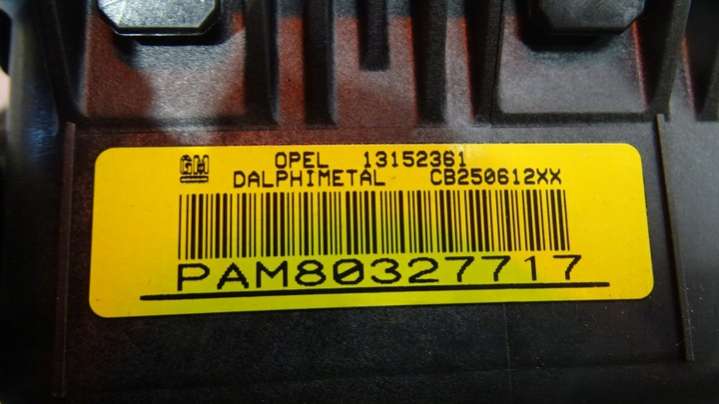 GM OPEL 13152361
DALPHIMETAL CB250612XX
PAM80327717